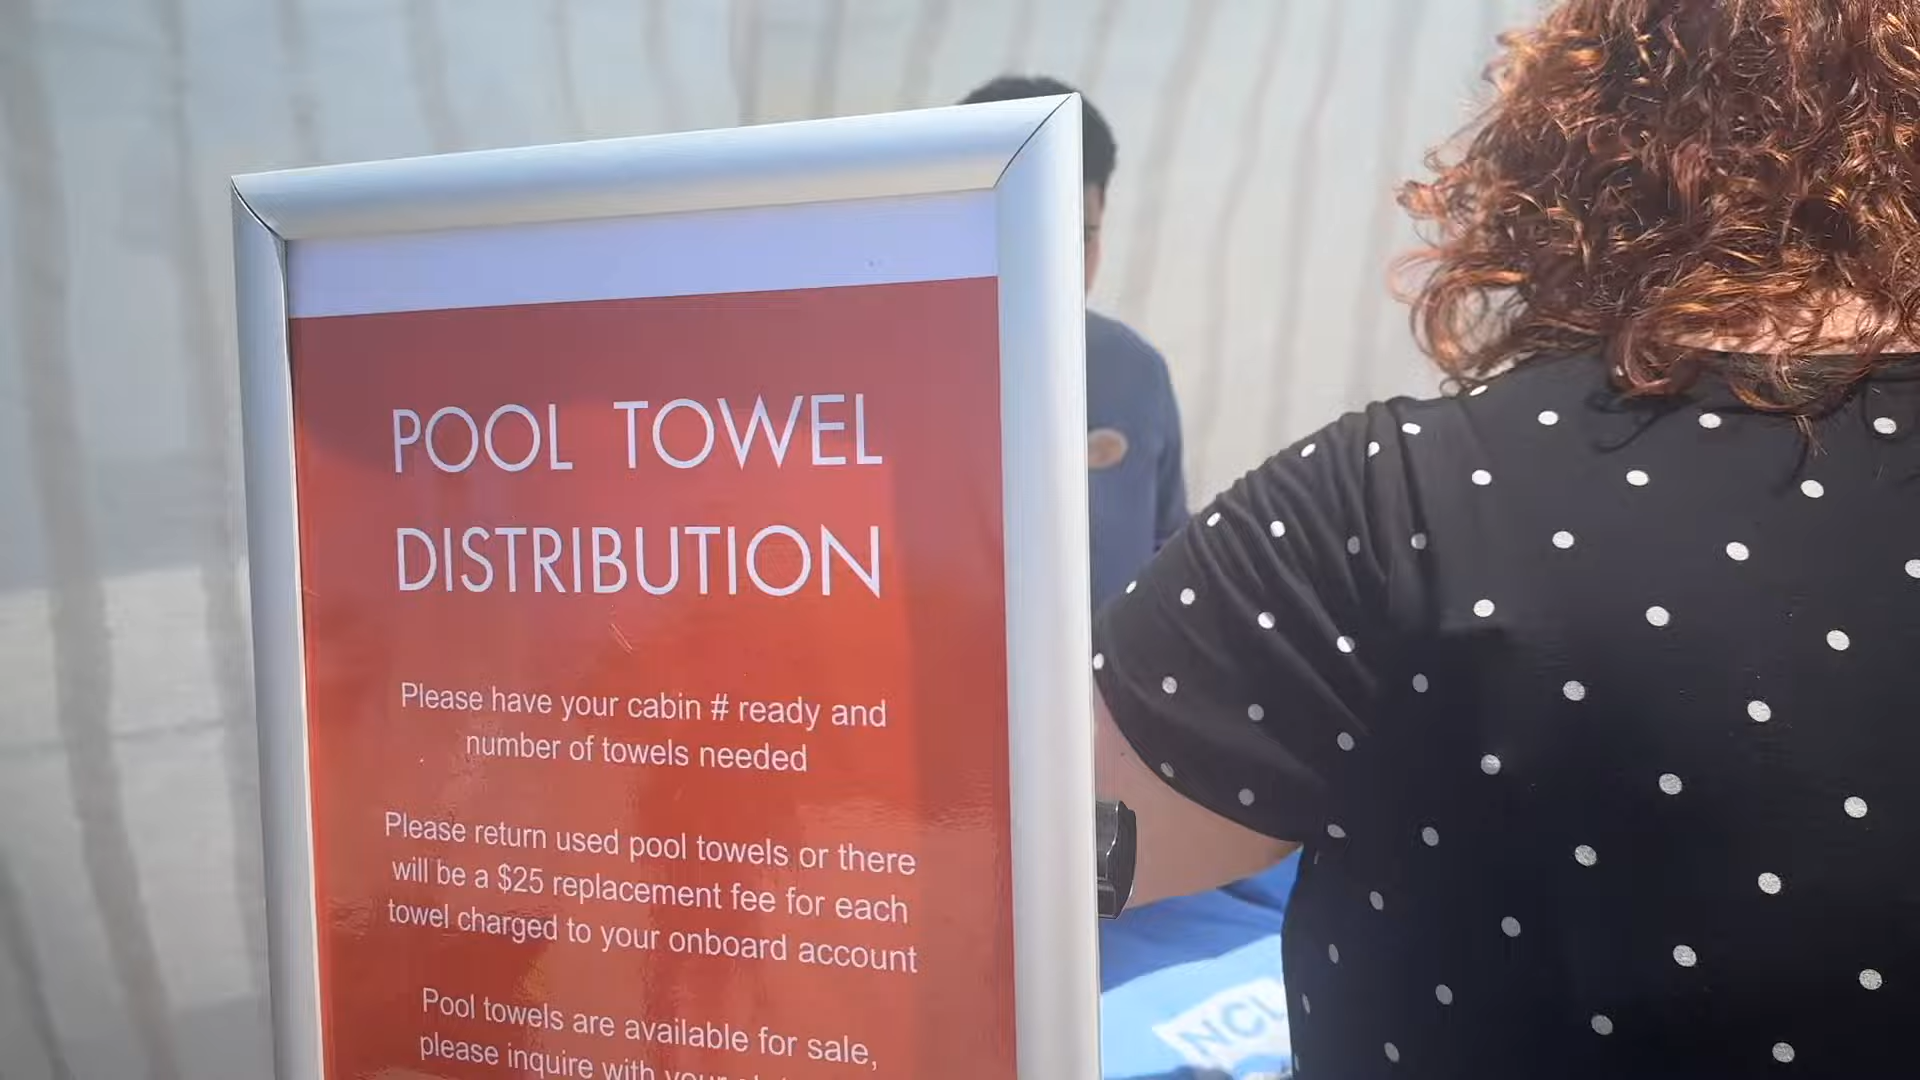 POOL TOWEL
DISTRIBUTION
Please have your cabin # ready and
number of towels needed
Please return used pool towels or there
will be a $25 replacement fee for each
towel charged to your onboard account
Pool towels are available for sale,
please inquire with your
NCL